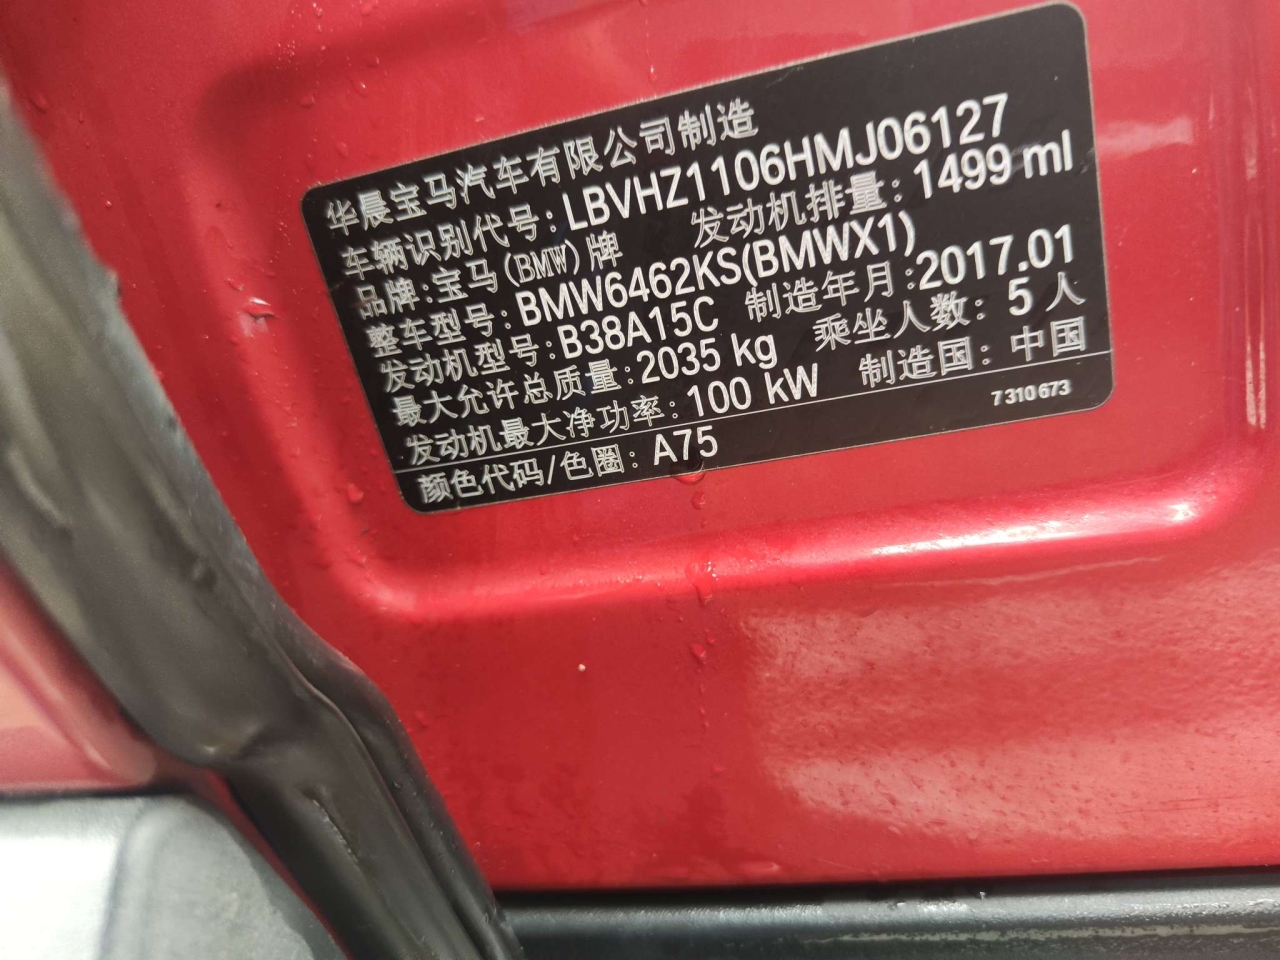 华晨宝马汽车有限公司制造
车辆识别代号: LBVHZ1106HMJ06127
品牌: 宝马(BMW)牌 发动机排量: 1499 ml
整车型号: BMW6462KS(BMWX1)
发动机型号: B38A15C 制造年月: 2017.01
最大允许总质量: 2035 kg 乘坐人数: 5 人
发动机最大净功率: 100 kW 制造国: 中国
颜色代码/色圈: A75 7 310 673